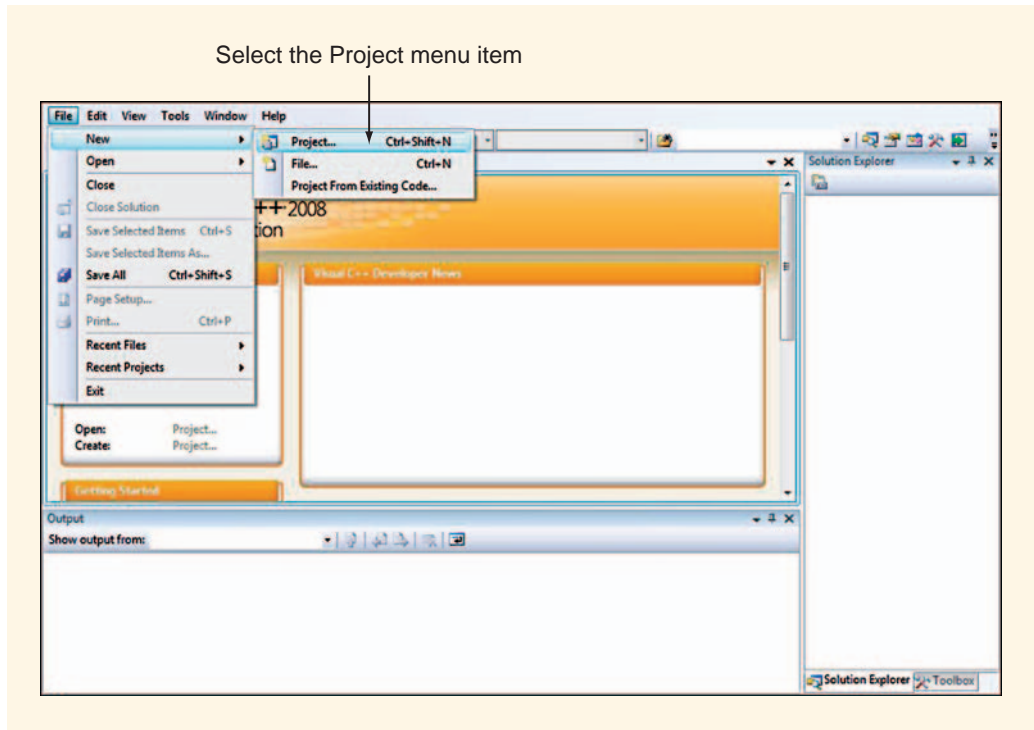 Select the Project menu item
File Edit View Tools Window Help
New
Project... Ctrl+Shift+N
Open
File... Ctrl+N
Solution Explorer
Close
Project From Existing Code...
Close Solution
++ 2008
Save Selected Items Ctrl+S
tion
Save Selected Items As...
Save All Ctrl+Shift+S
Visual C++ Developer News
Page Setup...
Print... Ctrl+P
Recent Files
Recent Projects
Exit
Open: Project...
Create: Project...
Getting Started
Output
Show output from:
Solution Explorer Toolbox